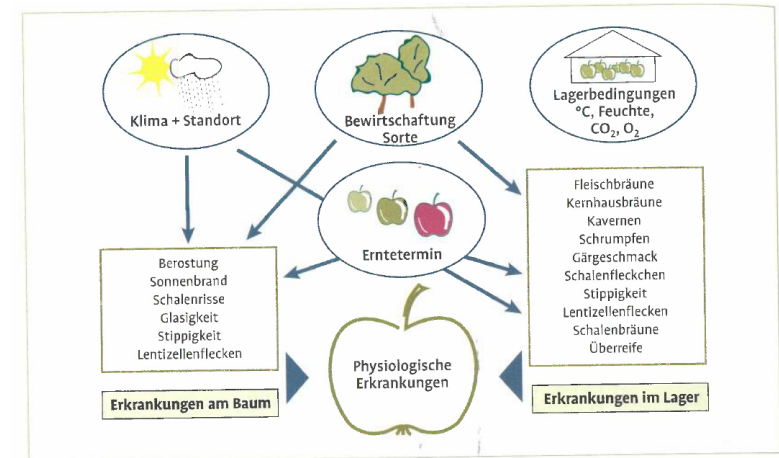 Klima + Standort
Bewirtschaftung
Sorte
Lagerbedingungen
°C, Feuchte,
CO₂, O₂
Erntetermin
Berostung
Sonnenbrand
Schalenrisse
Glasigkeit
Stippigkeit
Lentizellenflecken
Erkrankungen am Baum
Physiologische
Erkrankungen
Fleischbräune
Kernhausbräune
Kavernen
Schrumpfen
Gärgeschmack
Schalenfleckchen
Stippigkeit
Lentizellenflecken
Schalenbräune
Überreife
Erkrankungen im Lager